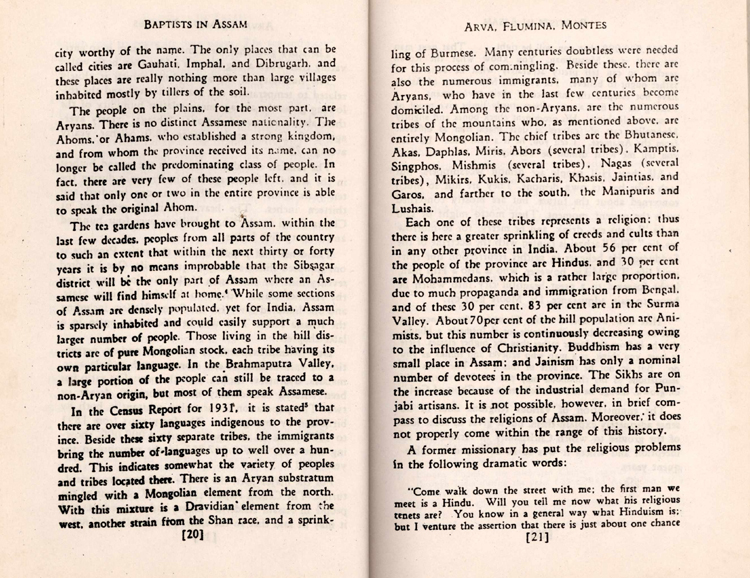 BAPTISTS IN ASSAM
city worthy of the name. The only places that can be
called cities are Gauhati, Imphal, and Dibrugarh, and
these places are really nothing more than large villages
inhabited mostly by tillers of the soil.
The people on the plains, for the most part, are
Aryans. There is no distinct Assamese nationality. The
Ahoms, or Ahams, who established a strong kingdom,
and from whom the province received its name, can no
longer be called the predominating class of people. In
fact, there are very few of these people left, and it is
said that only one or two in the entire province is able
to speak the original Ahom.
The tea gardens have brought to Assam, within the
last few decades, peoples from all parts of the country
to such an extent that within the next thirty or forty
years it is by no means improbable that the Sibsagar
district will be the only part of Assam where an As-
samese will find himself at home.⁴ While some sections
of Assam are densely populated, yet for India, Assam
is sparsely inhabited and could easily support a much
larger number of people. Those living in the hill dis-
tricts are of pure Mongolian stock, each tribe having its
own particular language. In the Brahmaputra Valley,
a large portion of the people can still be traced to a
non-Aryan origin, but most of them speak Assamese.
In the Census Report for 1931, it is stated⁵ that
there are over sixty languages indigenous to the prov-
ince. Beside these sixty separate tribes, the immigrants
bring the number of languages up to well over a hun-
dred. This indicates somewhat the variety of peoples
and tribes located there. There is an Aryan substratum
mingled with a Mongolian element from the north.
With this mixture is a Dravidian element from the
west, another strain from the Shan race, and a sprink-
[20]
ARVA, FLUMINA, MONTES
ling of Burmese. Many centuries doubtless were needed
for this process of commingling. Beside these, there are
also the numerous immigrants, many of whom are
Aryans, who have in the last few centuries become
domiciled. Among the non-Aryans, are the numerous
tribes of the mountains who, as mentioned above, are
entirely Mongolian. The chief tribes are the Bhutanese,
Akas, Daphlas, Miris, Abors (several tribes), Kamptis,
Singphos, Mishmis (several tribes), Nagas (several
tribes), Mikirs, Kukis, Kacharis, Khasis, Jaintias, and
Garos, and farther to the south, the Manipuris and
Lushais.
Each one of these tribes represents a religion; thus
there is here a greater sprinkling of creeds and cults than
in any other province in India. About 56 per cent of
the people of the province are Hindus, and 30 per cent
are Mohammedans, which is a rather large proportion,
due to much propaganda and immigration from Bengal,
and of these 30 per cent, 83 per cent are in the Surma
Valley. About 70 per cent of the hill population are Ani-
mists, but this number is continuously decreasing owing
to the influence of Christianity. Buddhism has a very
small place in Assam; and Jainism has only a nominal
number of devotees in the province. The Sikhs are on
the increase because of the industrial demand for Pun-
jabi artisans. It is not possible, however, in brief com-
pass to discuss the religions of Assam. Moreover, it does
not properly come within the range of this history.
A former missionary has put the religious problems
in the following dramatic words:
"Come walk down the street with me; the first man we
meet is a Hindu. Will you tell me now what his religious
tenets are? You know in a general way what Hinduism is;
but I venture the assertion that there is just about one chance
[21]